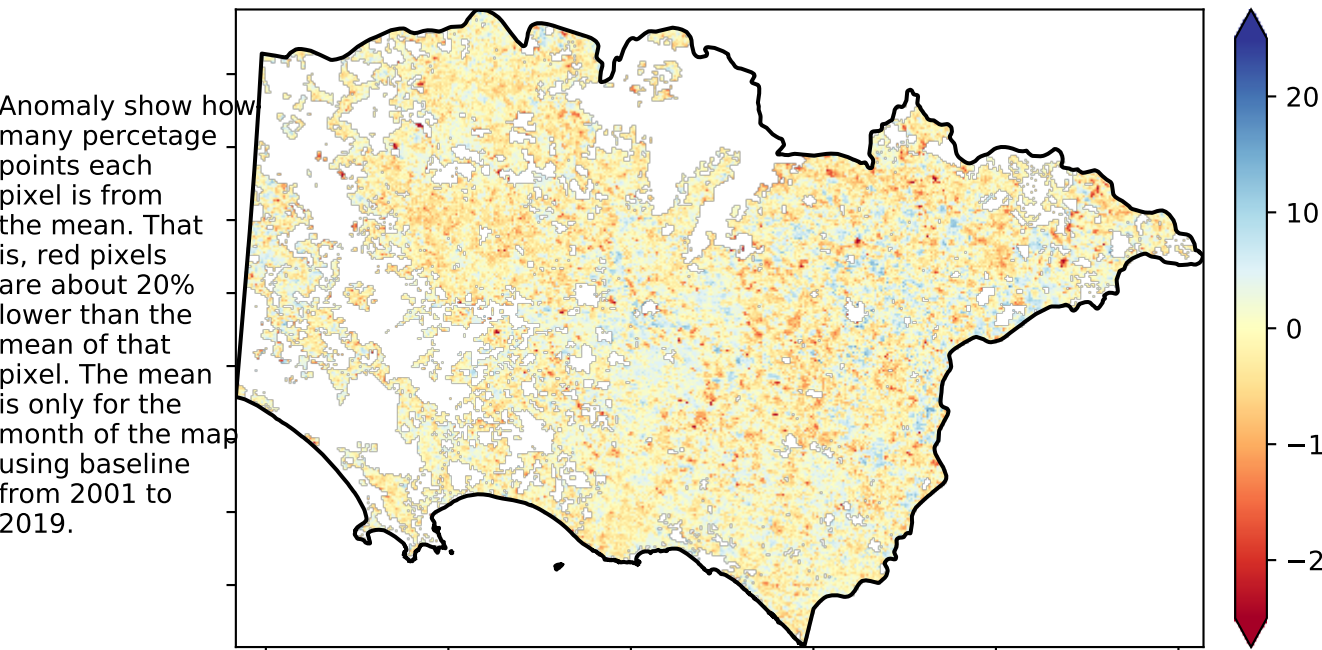 Anomaly show how
many percetage
points each
pixel is from
the mean. That
is, red pixels
are about 20%
lower than the
mean of that
pixel. The mean
is only for the
month of the map
using baseline
from 2001 to
2019.
20
10
0
−1
−2